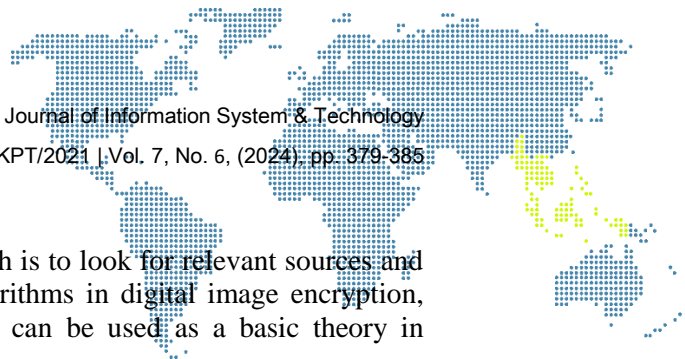 Journal of Information System & Technology
KPT/2021 | Vol. 7, No. 6, (2024), pp. 379-385
h is to look for relevant sources and
rithms in digital image encryption,
can be used as a basic theory in